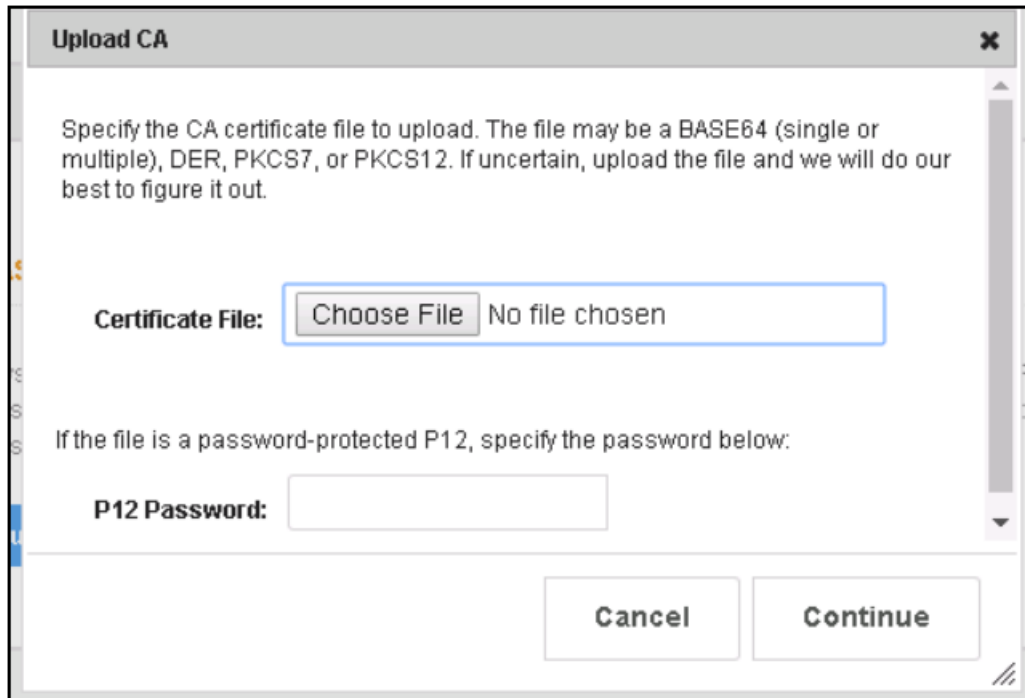 Upload CA
Specify the CA certificate file to upload. The file may be a BASE64 (single or
multiple), DER, PKCS7, or PKCS12. If uncertain, upload the file and we will do our
best to figure it out.
Certificate File: Choose File No file chosen
If the file is a password-protected P12, specify the password below:
P12 Password:
Cancel Continue